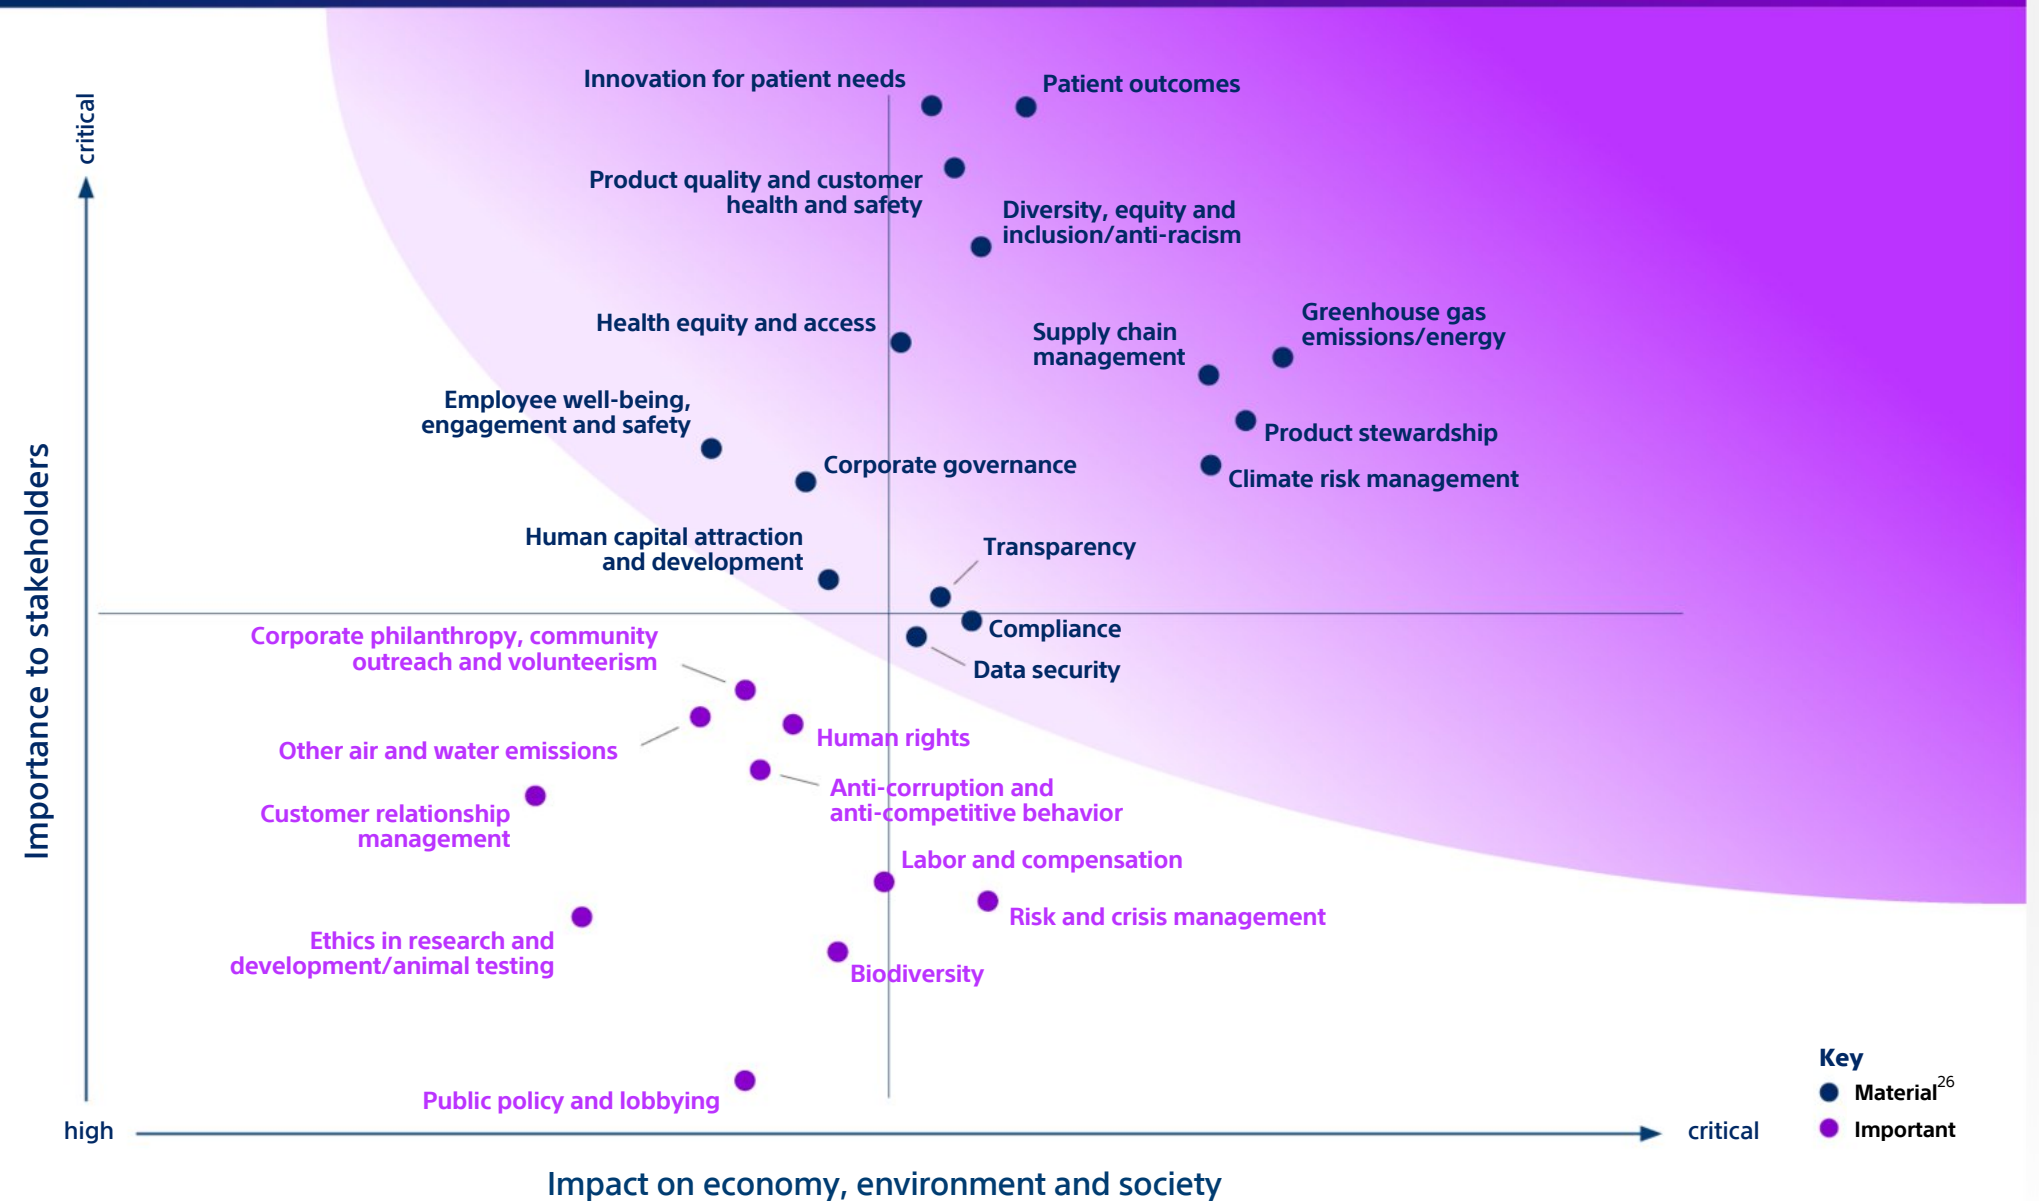 critical
Importance to stakeholders
Innovation for patient needs
Patient outcomes
Product quality and customer
health and safety
Diversity, equity and
inclusion/anti-racism
Health equity and access
Supply chain
management
Greenhouse gas
emissions/energy
Employee well-being,
engagement and safety
Product stewardship
Corporate governance
Climate risk management
Human capital attraction
and development
Transparency
Compliance
Data security
Corporate philanthropy, community
outreach and volunteerism
Other air and water emissions
Human rights
Anti-corruption and
anti-competitive behavior
Customer relationship
management
Labor and compensation
Risk and crisis management
Ethics in research and
development/animal testing
Biodiversity
Public policy and lobbying
Key
Material26
Important
high
critical
Impact on economy, environment and society